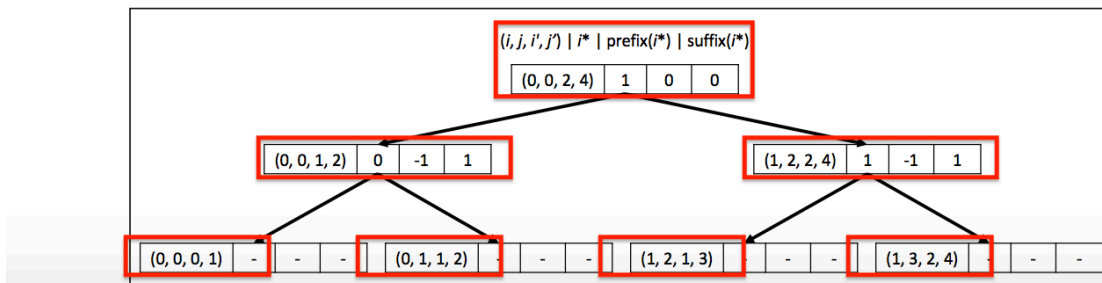 (i, j, i', j') | i* | prefix(i*) | suffix(i*)
(0, 0, 2, 4) 1 0 0
(0, 0, 1, 2) 0 -1 1 (1, 2, 2, 4) 1 -1 1
(0, 0, 0, 1) - - - (0, 1, 1, 2) - - - (1, 2, 1, 3) - - - (1, 3, 2, 4) - - -